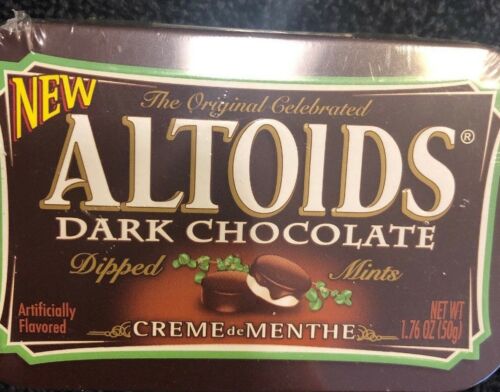 NEW
The Original Celebrated
ALTOIDS®
DARK CHOCOLATE
Dipped Mints
Artificially
Flavored
CREME de MENTHE
NET WT
1.76 OZ (50g)